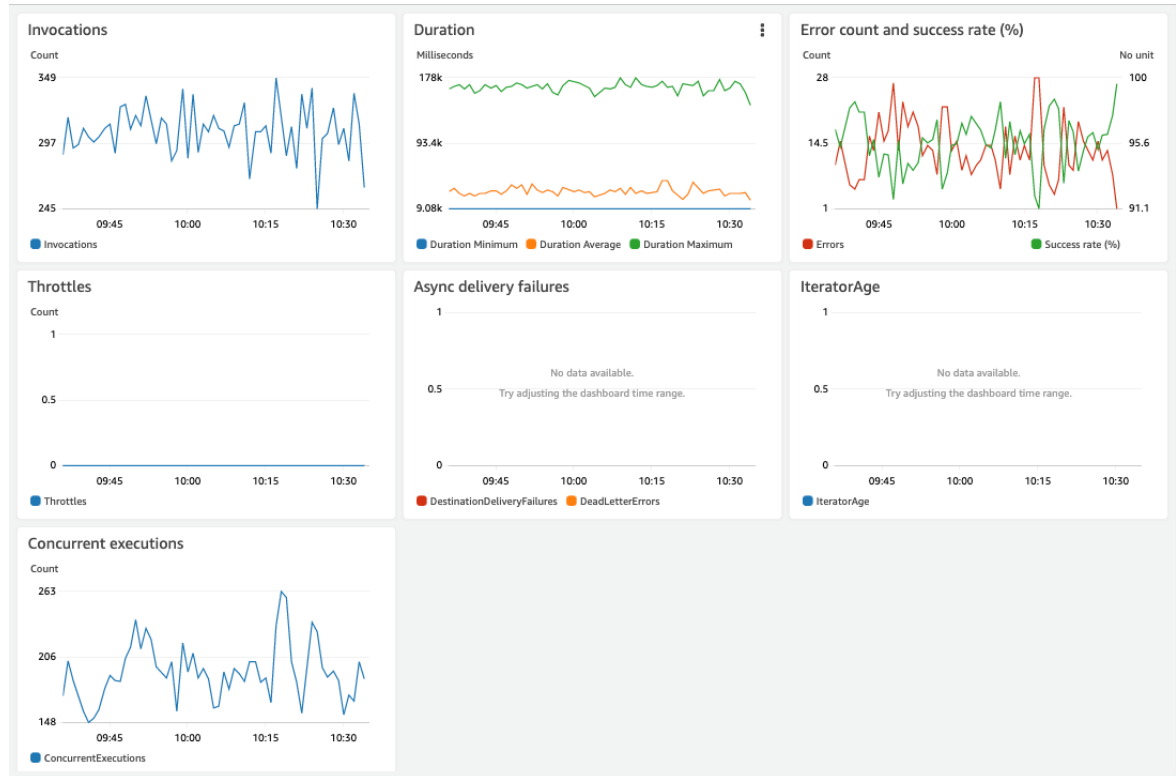 Invocations
Count
349
297
245
09:45 10:00 10:15 10:30
Invocations
Duration
Milliseconds
178k
93.4k
9.08k
09:45 10:00 10:15 10:30
Duration Minimum Duration Average Duration Maximum
Error count and success rate (%)
Count No unit
28 100
14.5 95.6
1 91.1
09:45 10:00 10:15 10:30
Errors Success rate (%)
Throttles
Count
1
0.5
0
09:45 10:00 10:15 10:30
Throttles
Async delivery failures
1
No data available.
0.5 Try adjusting the dashboard time range.
0
09:45 10:00 10:15 10:30
DestinationDeliveryFailures DeadLetterErrors
IteratorAge
1
No data available.
0.5 Try adjusting the dashboard time range.
0
09:45 10:00 10:15 10:30
IteratorAge
Concurrent executions
Count
263
206
148
09:45 10:00 10:15 10:30
ConcurrentExecutions